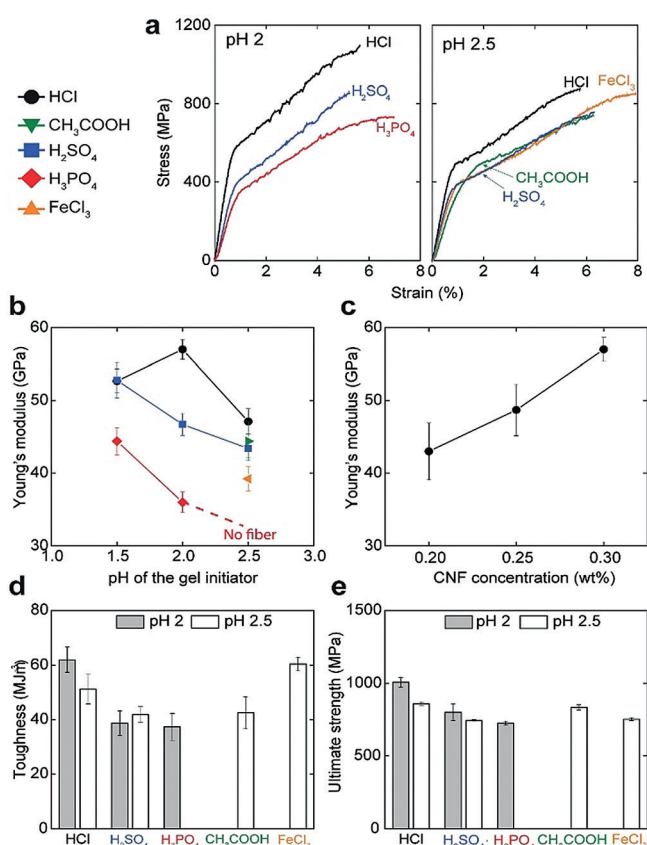 a
pH 2
HCl
H₂SO₄
H₃PO₄
pH 2.5
HCl
FeCl₃
CH₃COOH
H₂SO₄
HCl
CH₃COOH
H₂SO₄
H₃PO₄
FeCl₃
Stress (MPa)
1200
800
400
0
0 2 4 6 8
0 2 4 6 8
Strain (%)
b
Young's modulus (GPa)
60
50
40
30
No fiber
1.0 1.5 2.0 2.5 3.0
pH of the gel initiator
c
Young's modulus (GPa)
60
50
40
30
0.20 0.25 0.30
CNF concentration (wt%)
d
pH 2 pH 2.5
Toughness (MJm³)
80
60
40
20
0
HCl H₂SO₄ H₃PO₄ CH₃COOH FeCl₃
e
pH 2 pH 2.5
Ultimate strength (MPa)
1500
1000
500
0
HCl H₂SO₄ H₃PO₄ CH₃COOH FeCl₃